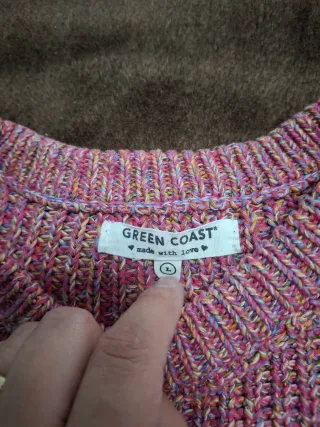 GREEN COAST®
♥ made with love ♥
L